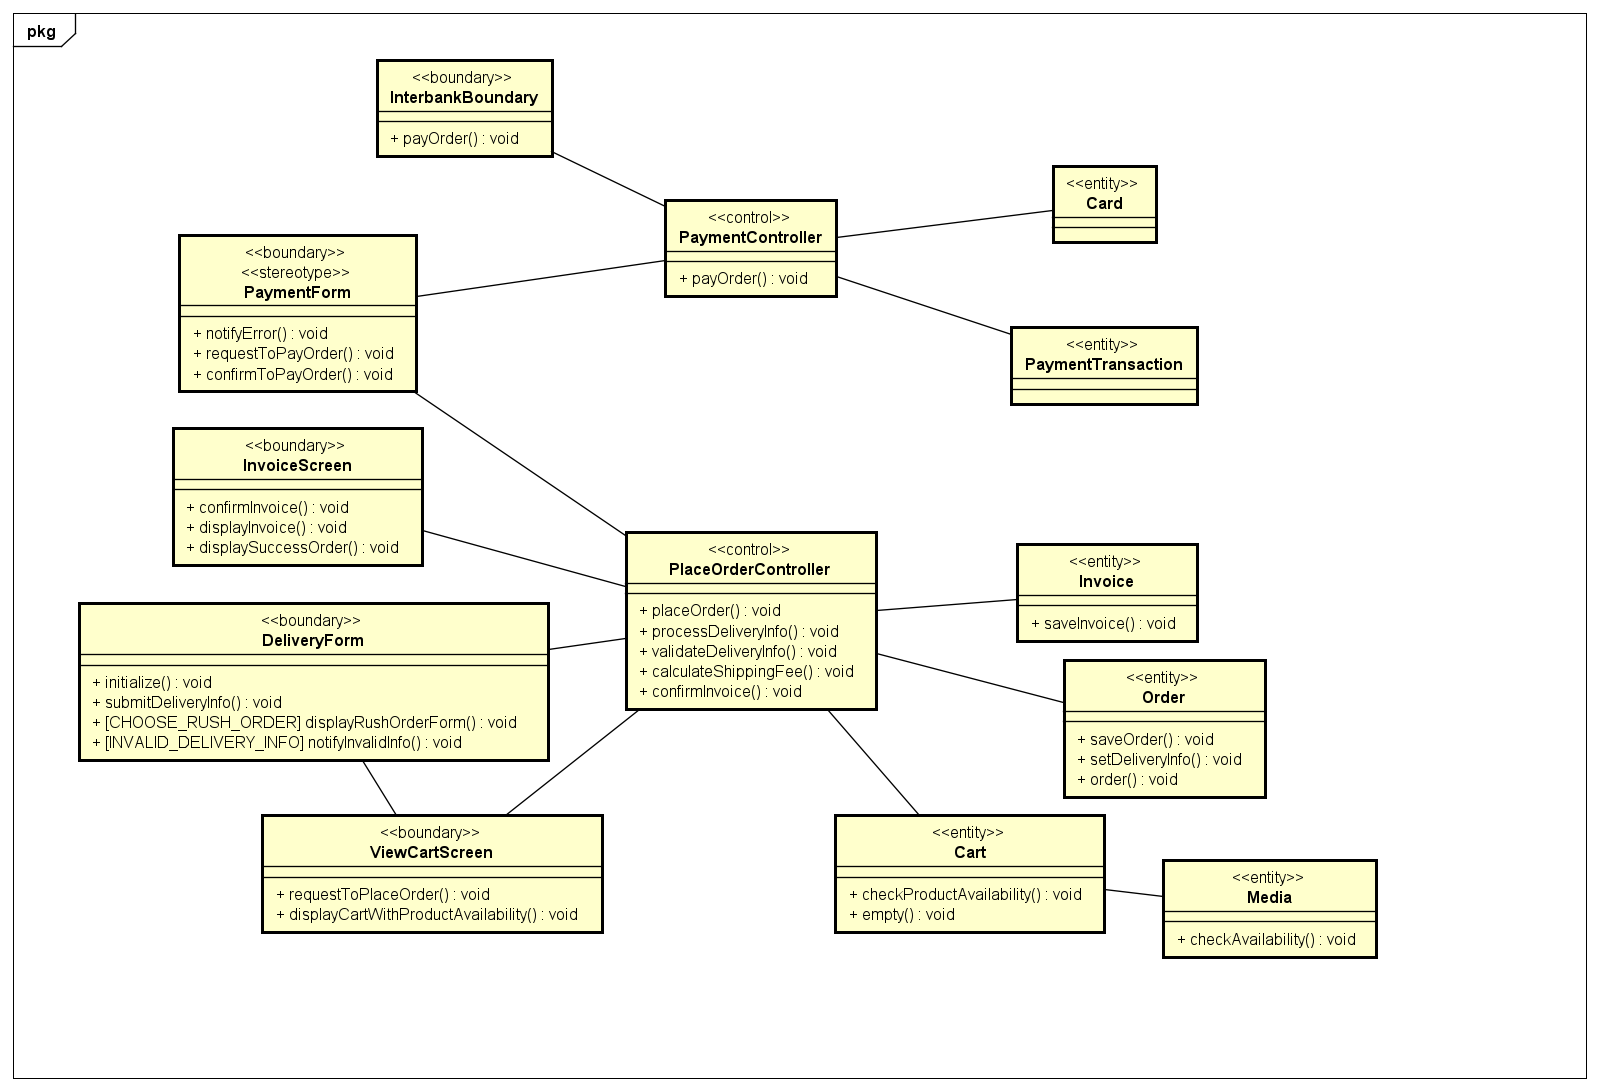 pkg
<<boundary>>
InterbankBoundary
+ payOrder() : void
<<control>>
PaymentController
+ payOrder() : void
<<entity>>
Card
<<boundary>>
<<stereotype>>
PaymentForm
+ notifyError() : void
+ requestToPayOrder() : void
+ confirmToPayOrder() : void
<<entity>>
PaymentTransaction
<<boundary>>
InvoiceScreen
+ confirmInvoice() : void
+ displayInvoice() : void
+ displaySuccessOrder() : void
<<control>>
PlaceOrderController
+ placeOrder() : void
+ processDeliveryInfo() : void
+ validateDeliveryInfo() : void
+ calculateShippingFee() : void
+ confirmInvoice() : void
<<entity>>
Invoice
+ saveInvoice() : void
<<boundary>>
DeliveryForm
+ initialize() : void
+ submitDeliveryInfo() : void
+ [CHOOSE_RUSH_ORDER] displayRushOrderForm() : void
+ [INVALID_DELIVERY_INFO] notifyInvalidInfo() : void
<<entity>>
Order
+ saveOrder() : void
+ setDeliveryInfo() : void
+ order() : void
<<boundary>>
ViewCartScreen
+ requestToPlaceOrder() : void
+ displayCartWithProductAvailability() : void
<<entity>>
Cart
+ checkProductAvailability() : void
+ empty() : void
<<entity>>
Media
+ checkAvailability() : void